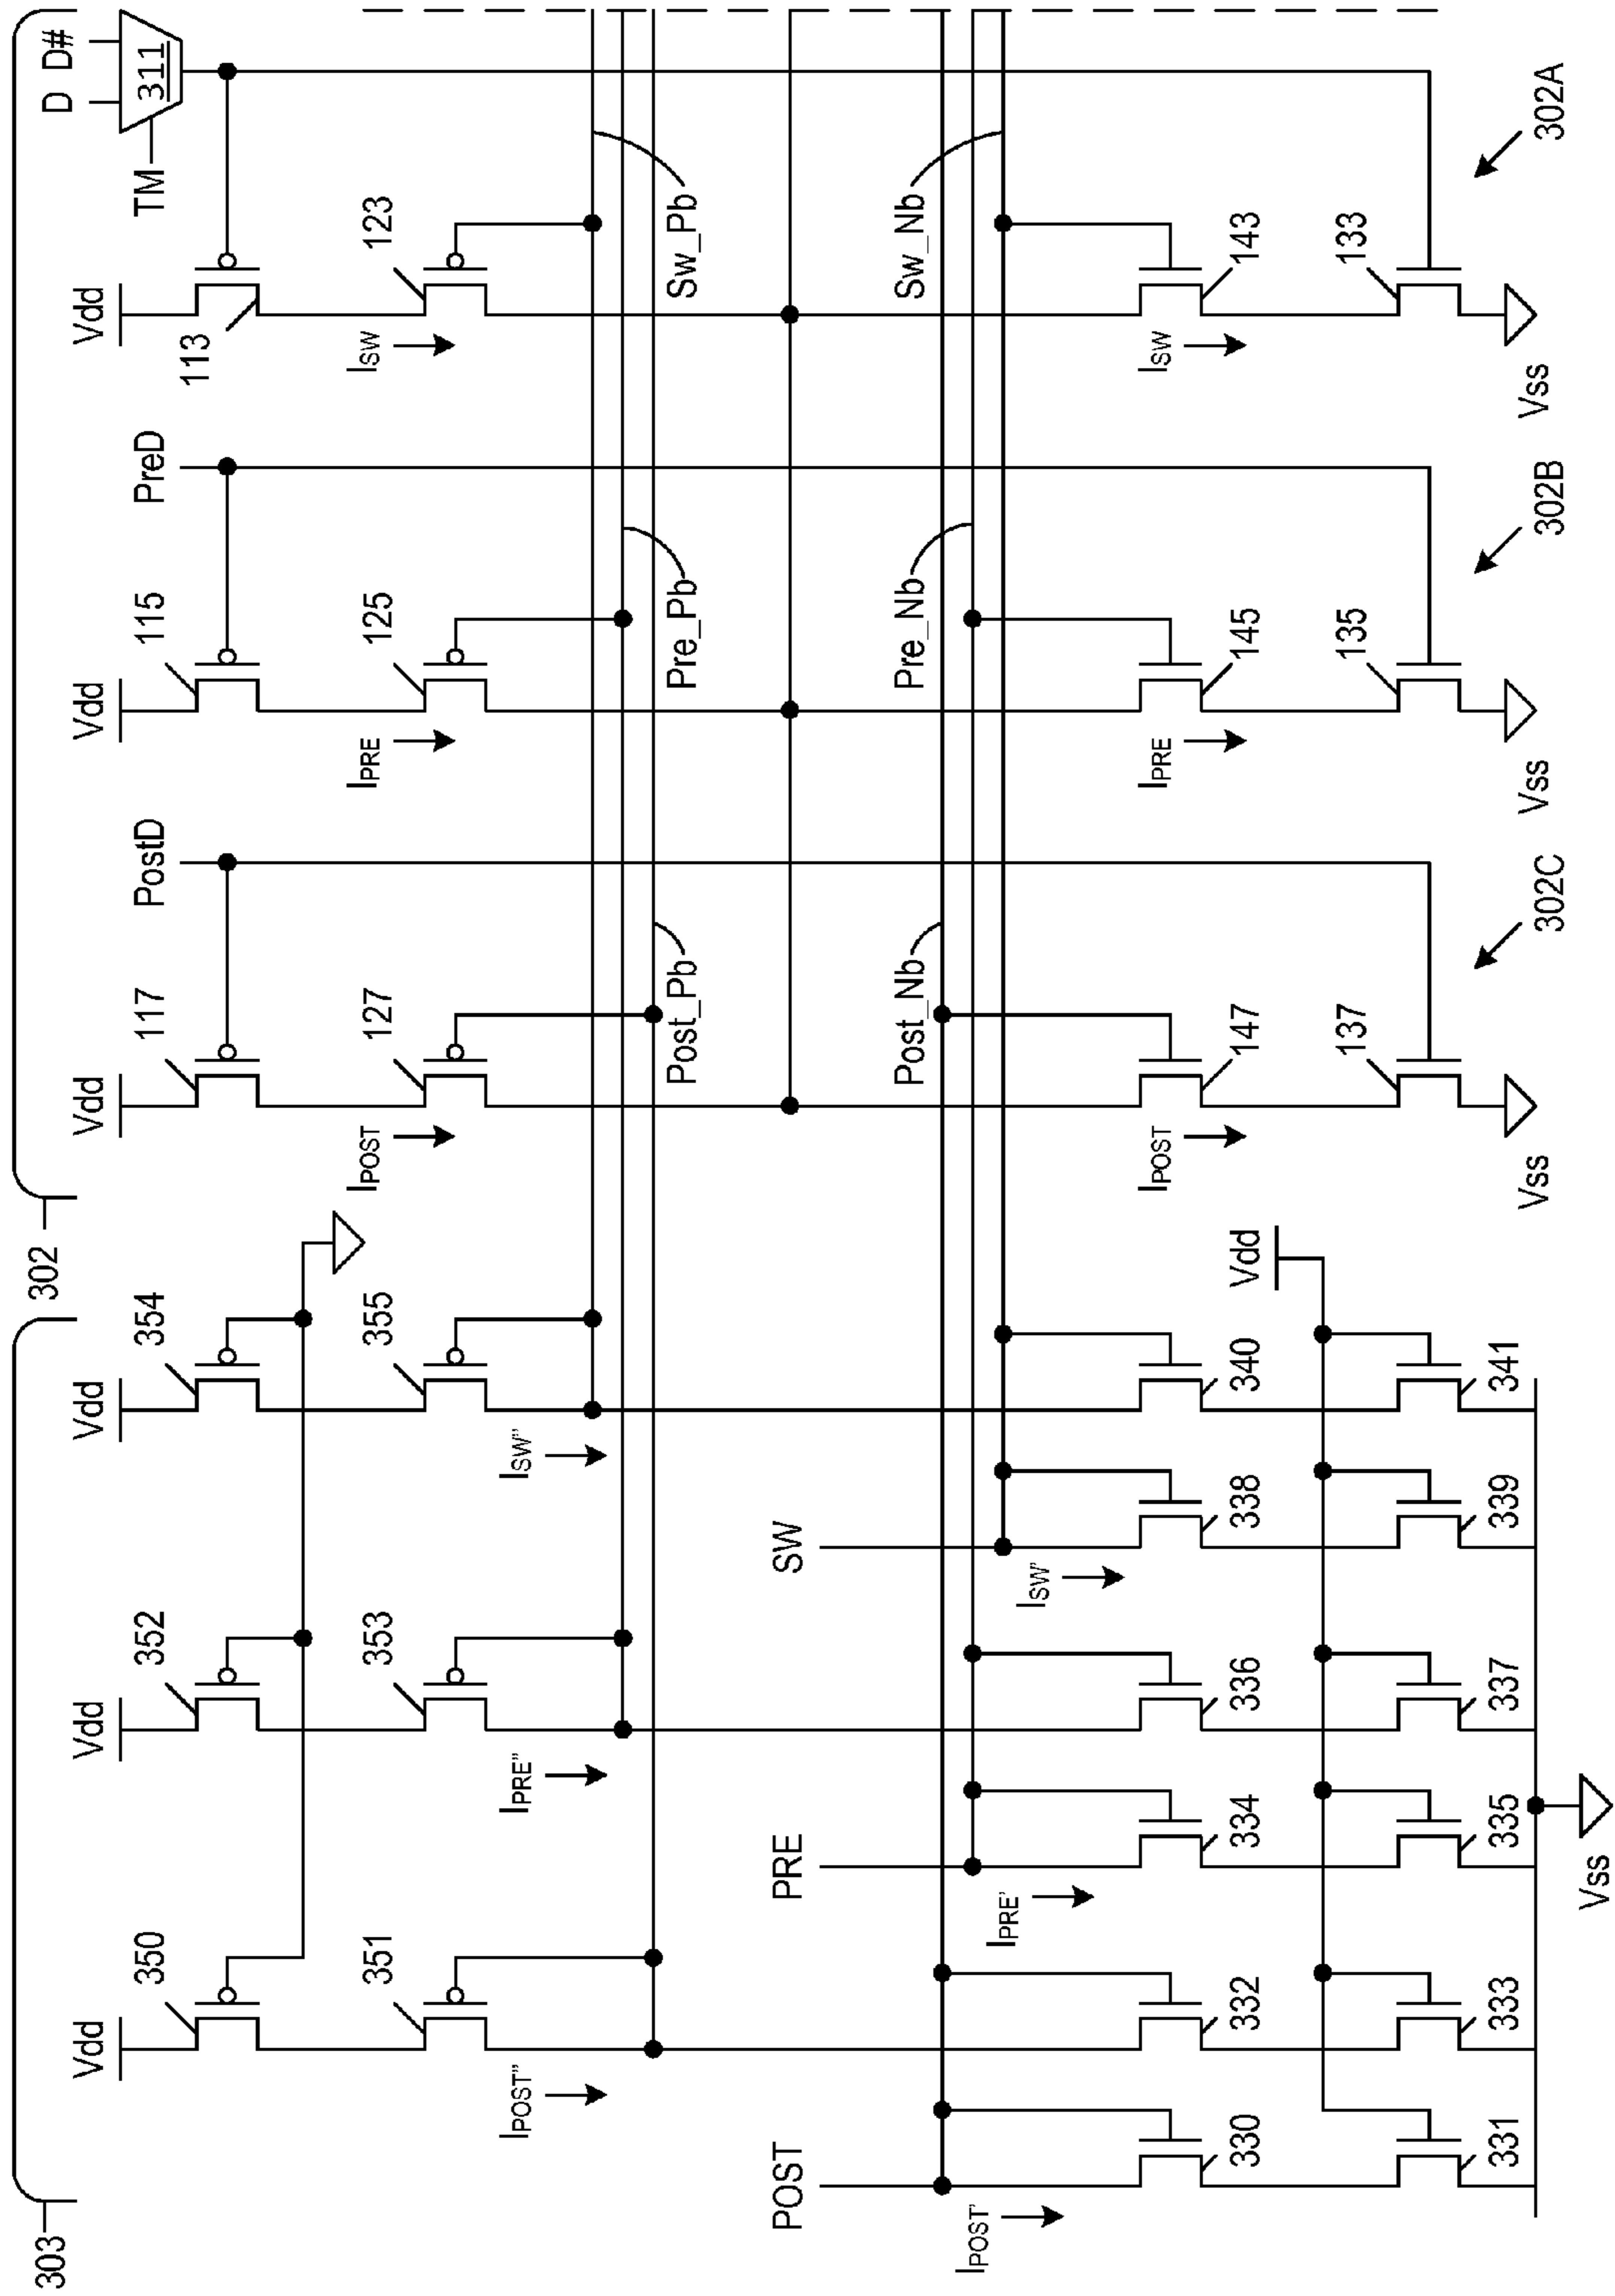 303
302
Vdd
350
Vdd
352
Vdd
354
Vdd
117
PostD
Vdd
115
PreD
Vdd
113
TM
D
D#
311
351
353
355
127
125
123
IPOST"
IPRE"
ISW"
IPOST
IPRE
ISW
Post_Pb
Pre_Pb
Sw_Pb
POST
PRE
SW
Post_Nb
Pre_Nb
Sw_Nb
IPOST'
IPRE'
ISW'
IPOST
IPRE
ISW
330
332
334
336
338
340
Vdd
147
145
143
331
333
335
337
339
341
137
135
133
Vss
Vss
Vss
Vss
302C
302B
302A